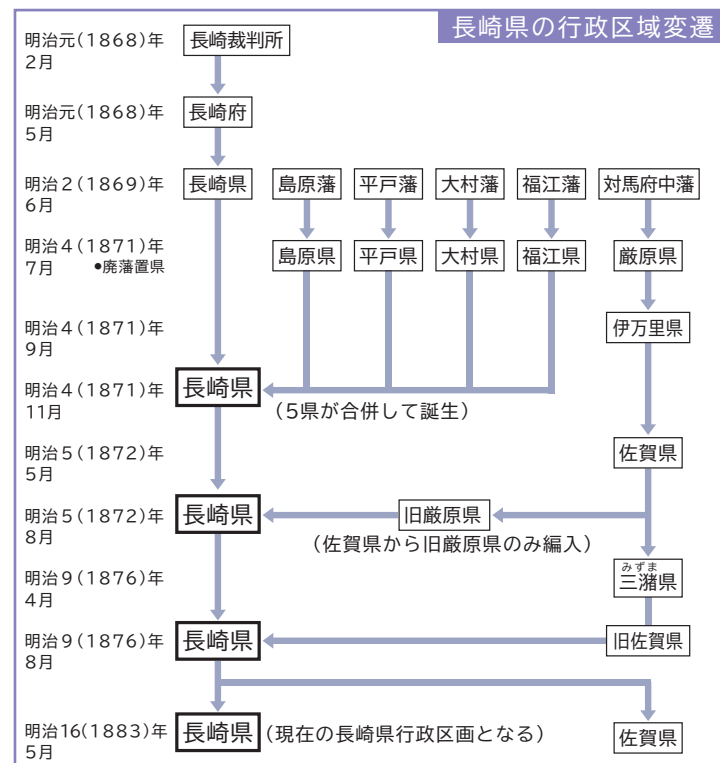 長崎県の行政区域変遷
明治元(1868)年
2月
長崎裁判所
明治元(1868)年
5月
長崎府
明治2(1869)年
6月
長崎県
島原藩
平戸藩
大村藩
福江藩
対馬府中藩
明治4(1871)年
7月
●廃藩置県
島原県
平戸県
大村県
福江県
厳原県
明治4(1871)年
9月
伊万里県
明治4(1871)年
11月
長崎県
(5県が合併して誕生)
明治5(1872)年
5月
佐賀県
明治5(1872)年
8月
長崎県
旧厳原県
(佐賀県から旧厳原県のみ編入)
明治9(1876)年
4月
みずま
三潴県
明治9(1876)年
8月
長崎県
旧佐賀県
明治16(1883)年
5月
長崎県
(現在の長崎県行政区画となる)
佐賀県